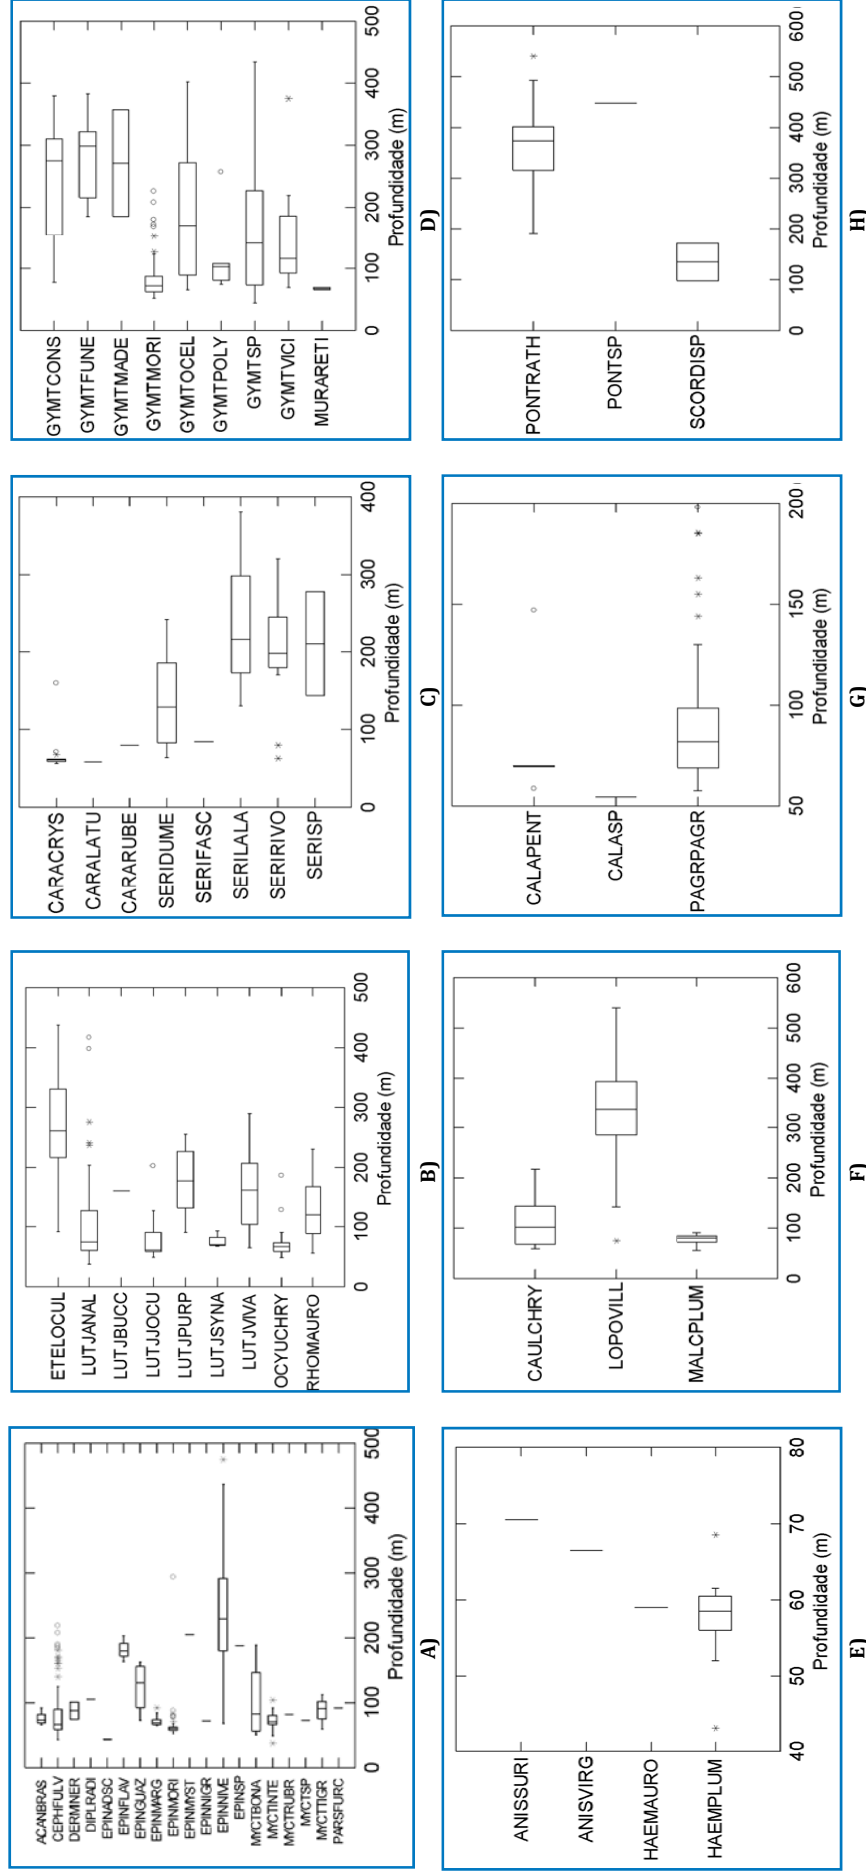 500
400
300
200
100
0
Profundidade (m)
GYMTCONS
GYMTFUNE
GYMTMADE
GYMTMORI
GYMTOCEL
GYMTPOLY
GYMTSP
GYMTVICI
MURARETI
D)
600
500
400
300
200
100
0
Profundidade (m)
PONTRATH
PONTSP
SCORDISP
H)
400
300
200
100
0
Profundidade (m)
CARACRYS
CARALATU
CARARUBE
SERIDUME
SERIFASC
SERILALA
SERIRIVO
SERISP
C)
200
150
100
50
Profundidade (m)
CALAPENT
CALASP
PAGRPAGR
G)
500
400
300
200
100
0
Profundidade (m)
ETELOCUL
LUTJANAL
LUTJBUCC
LUTJJOCU
LUTJPURP
LUTJSYNA
LUTJVIVA
OCYUCHRY
RHOMAURO
B)
600
500
400
300
200
100
0
Profundidade (m)
CAULCHRY
LOPOVILL
MALCPLUM
F)
500
400
300
200
100
0
Profundidade (m)
ACANBRAS
CEPHFULV
DERMINER
DIPLRADI
EPINADSC
EPINFLAV
EPINGUAZ
EPINMARG
EPINMORI
EPINMYST
EPINNIGR
EPINNIVE
EPINSP
MYCTBONA
MYCTINTE
MYCTRUBR
MYCTSP
MYCTTIGR
PARSFURC
A)
80
70
60
50
40
Profundidade (m)
ANISSURI
ANISVIRG
HAEMAURO
HAEMPLUM
E)